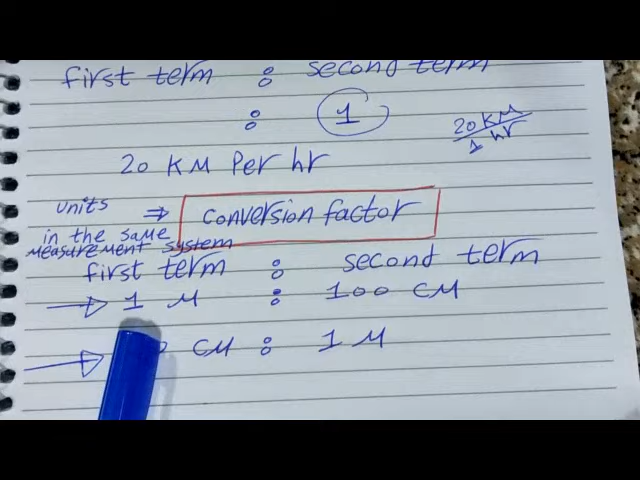 first term : second term
: 1
20 KM
1 hr
20 KM Per hr
units
in the same
measurement system
⇒ conversion factor
first term : second term
→ 1 M : 100 CM
→ CM : 1 M